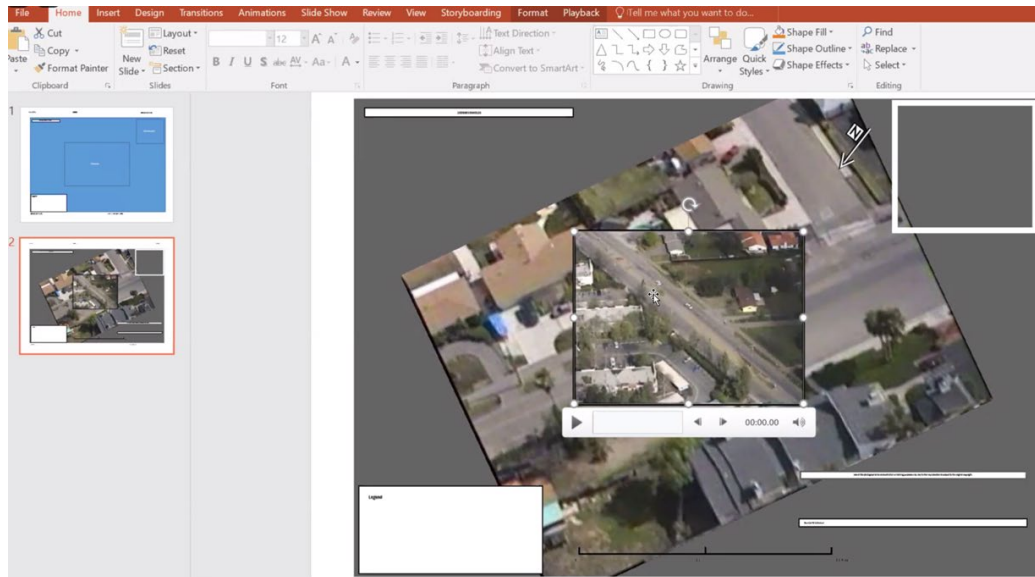 File Home Insert Design Transitions Animations Slide Show Review View Storyboarding Format Playback Tell me what you want to do...
Cut
Copy
Format Painter
Clipboard
New Slide
Layout
Reset
Section
Slides
12
B I U S abc AV Aa A
Font
Text Direction
Align Text
Convert to SmartArt
Paragraph
Arrange
Quick Styles
Shape Fill
Shape Outline
Shape Effects
Drawing
Find
Replace
Select
Editing
1
2
N
00:00.00
Legend